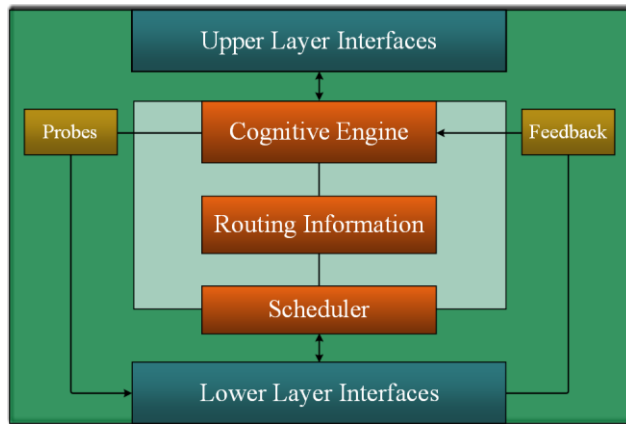 Upper Layer Interfaces
Probes
Cognitive Engine
Feedback
Routing Information
Scheduler
Lower Layer Interfaces